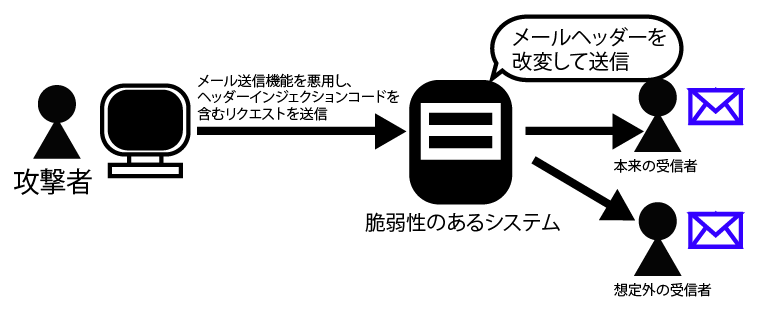 メールヘッダーを
改変して送信
メール送信機能を悪用し、
ヘッダーインジェクションコードを
含むリクエストを送信
攻撃者
本来の受信者
脆弱性のあるシステム
想定外の受信者